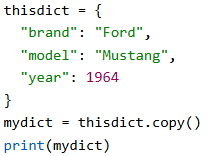 thisdict = {
  "brand": "Ford",
  "model": "Mustang",
  "year": 1964
}
mydict = thisdict.copy()
print(mydict)